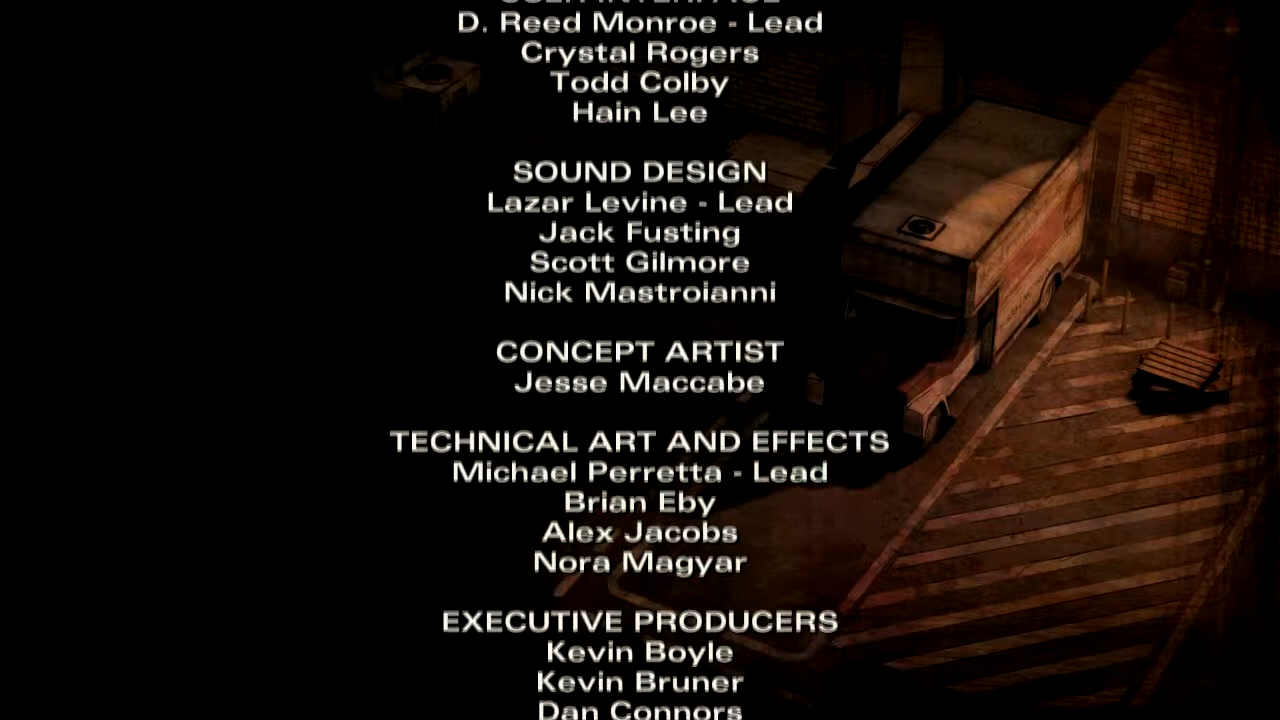 USER INTERFACE
D. Reed Monroe - Lead
Crystal Rogers
Todd Colby
Hain Lee
SOUND DESIGN
Lazar Levine - Lead
Jack Fusting
Scott Gilmore
Nick Mastroianni
CONCEPT ARTIST
Jesse Maccabe
TECHNICAL ART AND EFFECTS
Michael Perretta - Lead
Brian Eby
Alex Jacobs
Nora Magyar
EXECUTIVE PRODUCERS
Kevin Boyle
Kevin Bruner
Dan Connors